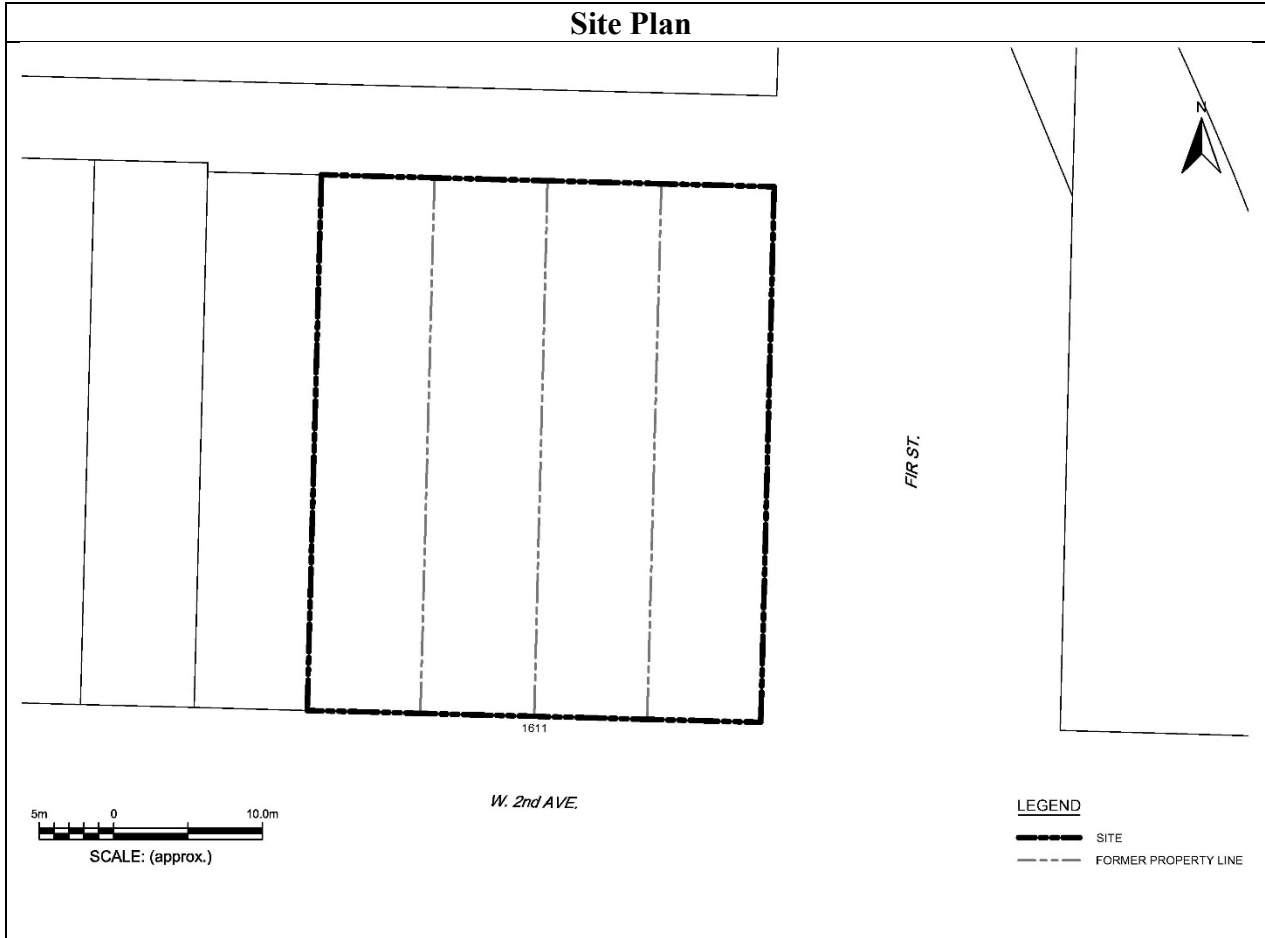 Site Plan
N
FIR ST.
1611
W. 2nd AVE.
5m 0 10.0m
SCALE: (approx.)
LEGEND
SITE
FORMER PROPERTY LINE